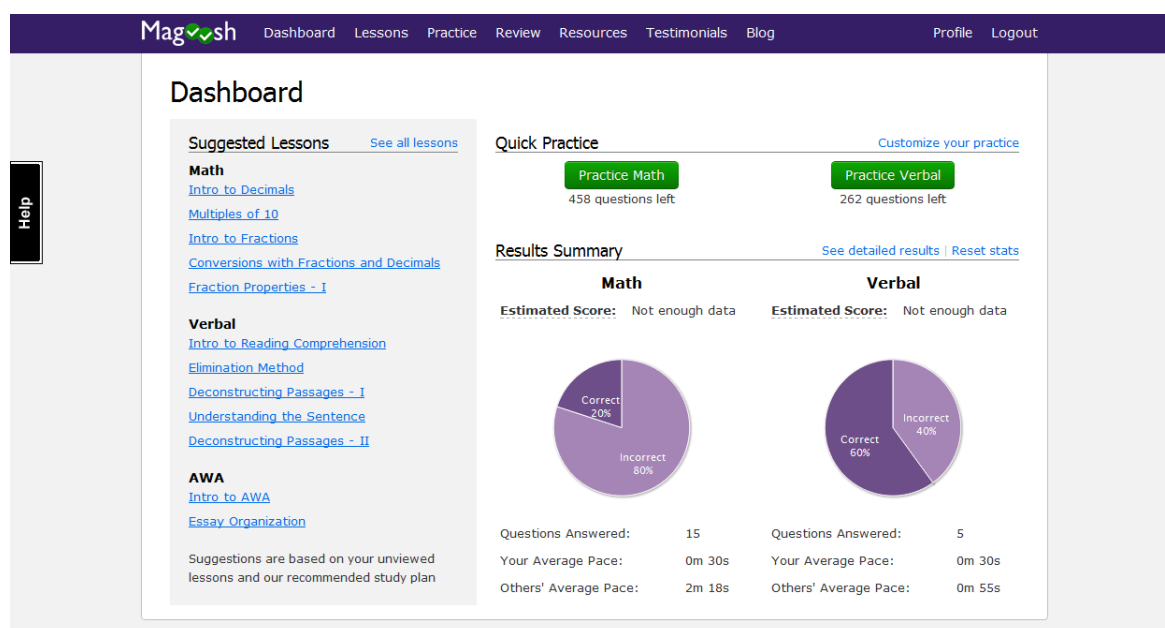 Magoosh Dashboard Lessons Practice Review Resources Testimonials Blog Profile Logout
Help
Dashboard
Suggested Lessons See all lessons
Math
Intro to Decimals
Multiples of 10
Intro to Fractions
Conversions with Fractions and Decimals
Fraction Properties - I
Verbal
Intro to Reading Comprehension
Elimination Method
Deconstructing Passages - I
Understanding the Sentence
Deconstructing Passages - II
AWA
Intro to AWA
Essay Organization
Suggestions are based on your unviewed
lessons and our recommended study plan
Quick Practice Customize your practice
Practice Math Practice Verbal
458 questions left 262 questions left
Results Summary See detailed results | Reset stats
Math Verbal
Estimated Score: Not enough data Estimated Score: Not enough data
Correct
20%
Incorrect
80%
Incorrect
40%
Correct
60%
Questions Answered: 15 Questions Answered: 5
Your Average Pace: 0m 30s Your Average Pace: 0m 30s
Others' Average Pace: 2m 18s Others' Average Pace: 0m 55s